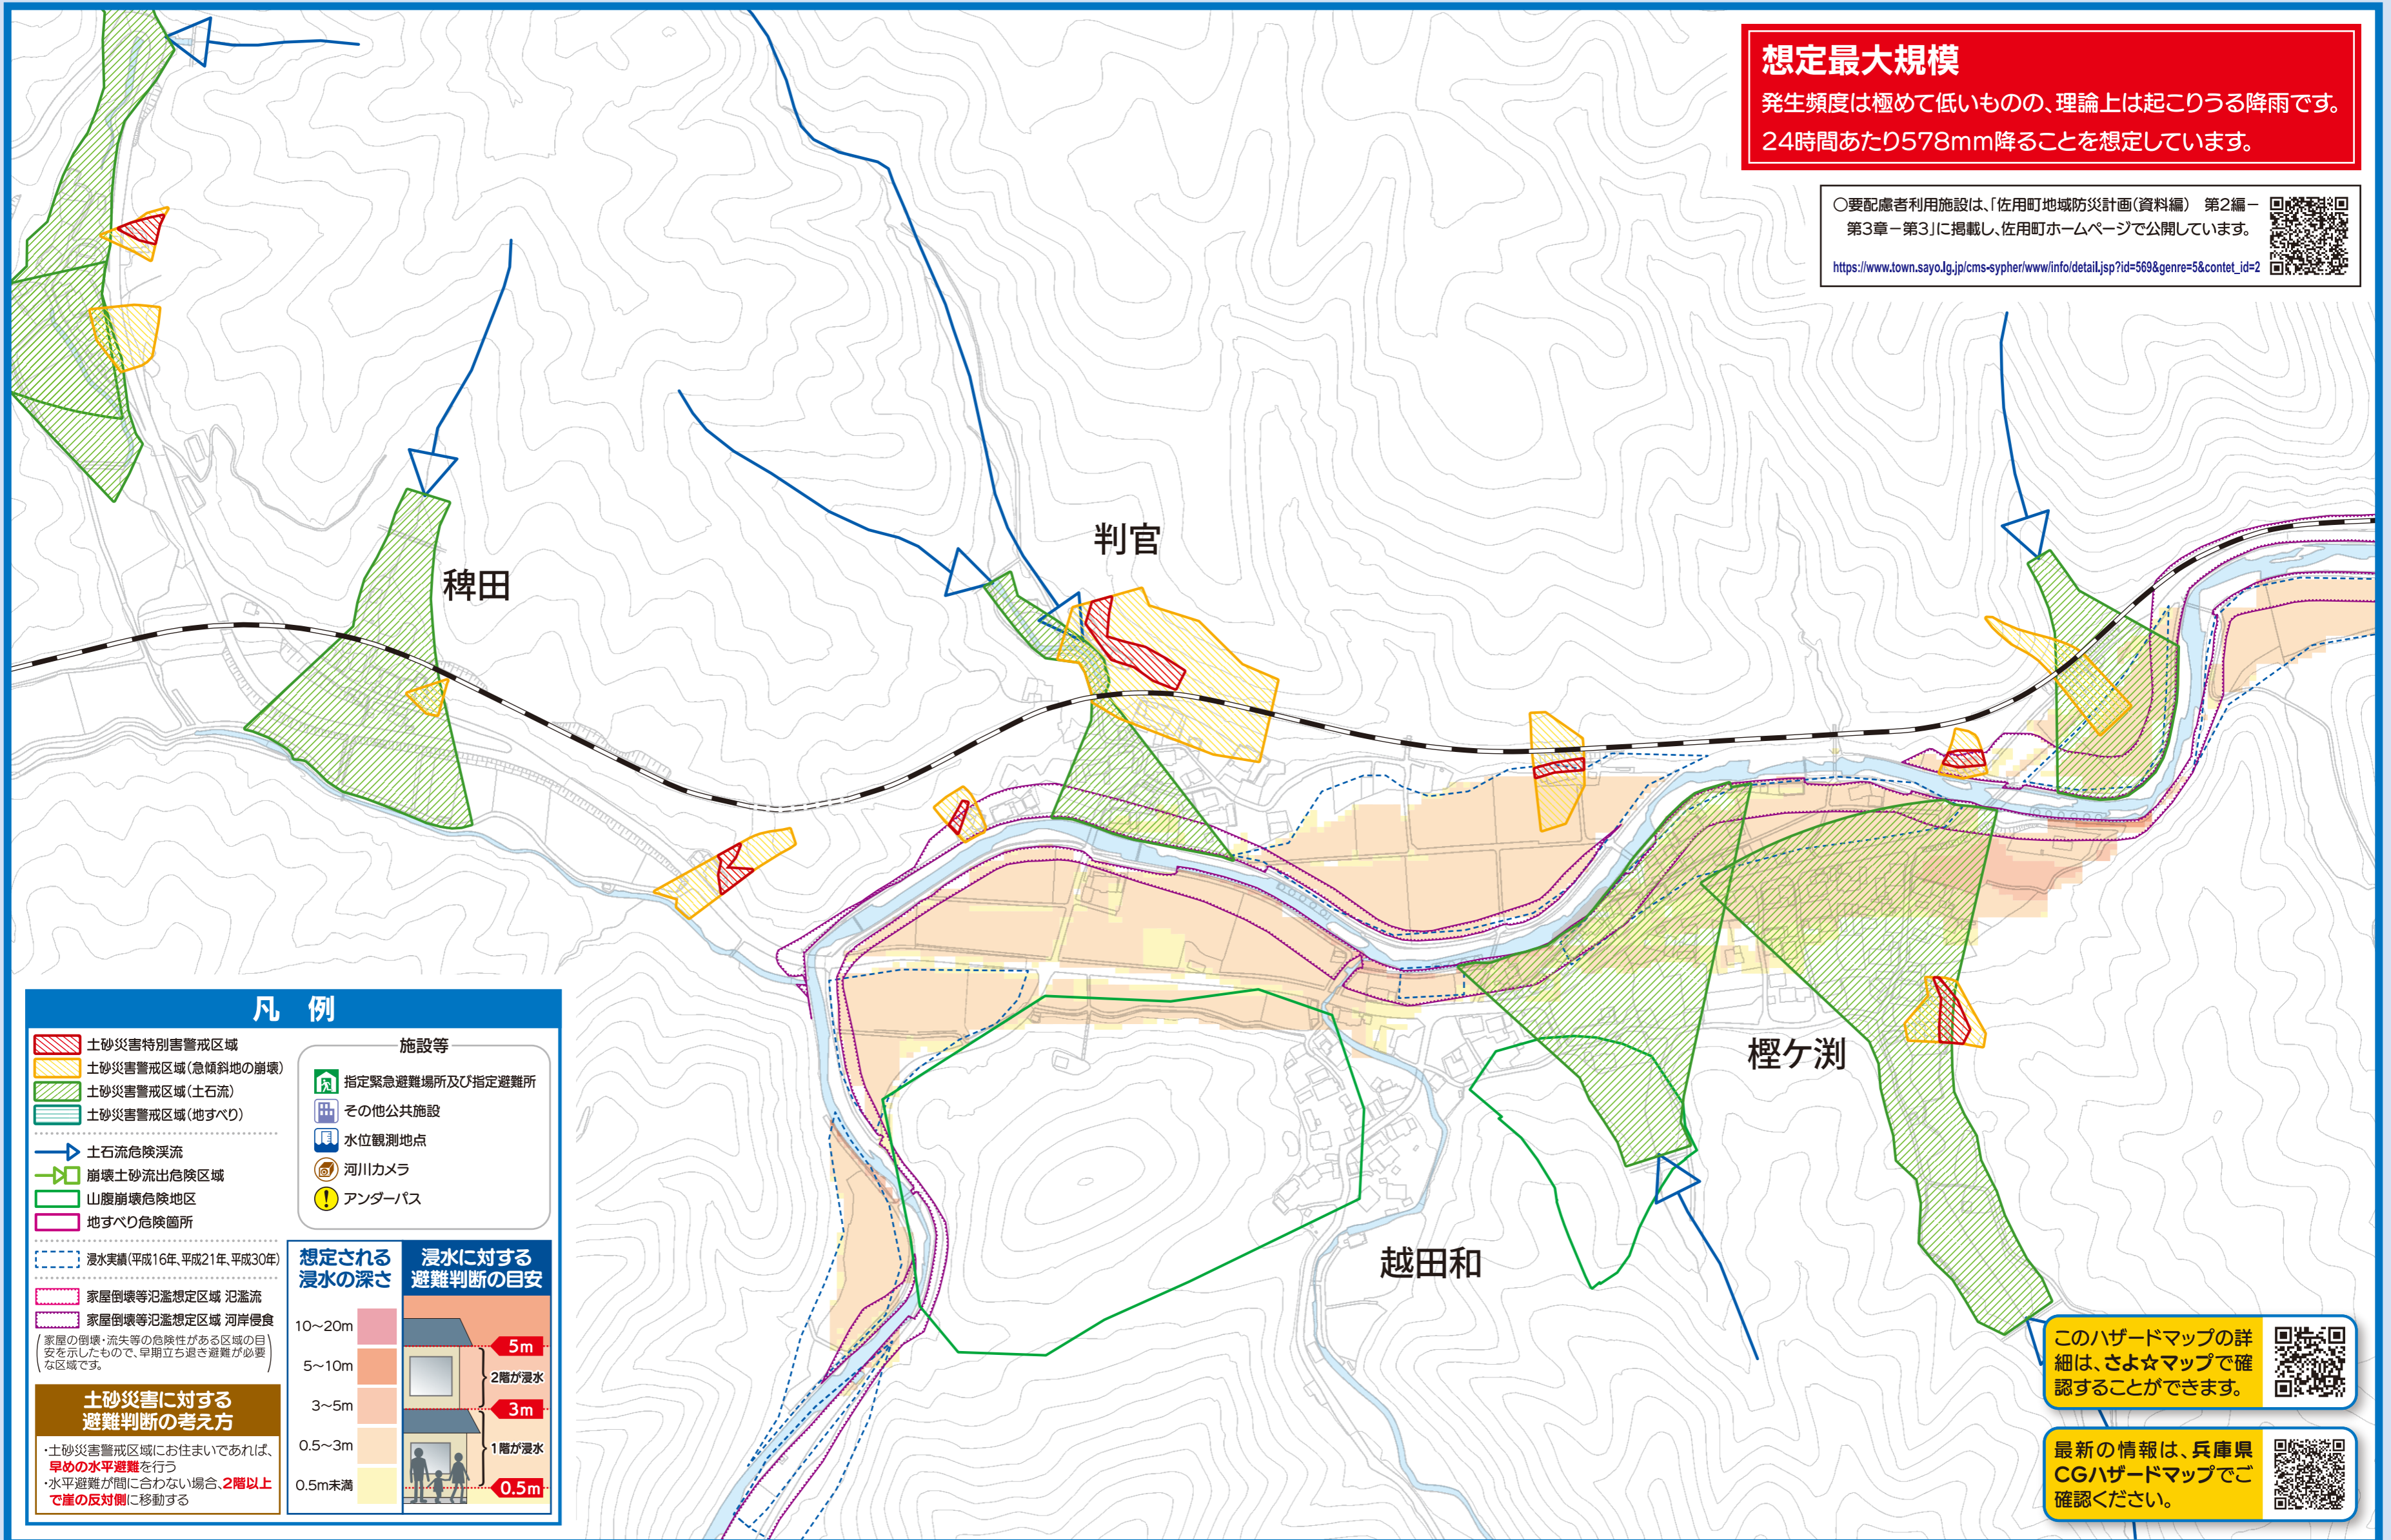 想定最大規模
発生頻度は極めて低いものの、理論上は起こりうる降雨です。
24時間あたり578mm降ることを想定しています。
○要配慮者利用施設は、「佐用町地域防災計画(資料編)　第2編－
第3章－第3」に掲載し、佐用町ホームページで公開しています。
https://www.town.sayo.lg.jp/cms-sypher/www/info/detail.jsp?id=569&genre=5&contet_id=2
判官
稗田
樫ケ渕
越田和
凡　例
土砂災害特別害警戒区域
土砂災害警戒区域(急傾斜地の崩壊)
土砂災害警戒区域(土石流)
土砂災害警戒区域(地すべり)
土石流危険渓流
崩壊土砂流出危険区域
山腹崩壊危険地区
地すべり危険箇所
浸水実績(平成16年、平成21年、平成30年)
家屋倒壊等氾濫想定区域 氾濫流
家屋倒壊等氾濫想定区域 河岸侵食
(家屋の倒壊・流失等の危険性がある区域の目
安を示したもので、早期立ち退き避難が必要
な区域です。)
土砂災害に対する
避難判断の考え方
・土砂災害警戒区域にお住まいであれば、
早めの水平避難を行う
・水平避難が間に合わない場合、2階以上
で崖の反対側に移動する
施設等
指定緊急避難場所及び指定避難所
その他公共施設
水位観測地点
河川カメラ
アンダーパス
想定される
浸水の深さ
10～20m
5～10m
3～5m
0.5～3m
0.5m未満
浸水に対する
避難判断の目安
5m
2階が浸水
3m
1階が浸水
0.5m
このハザードマップの詳
細は、さよ☆マップで確
認することができます。
最新の情報は、兵庫県
CGハザードマップでご
確認ください。